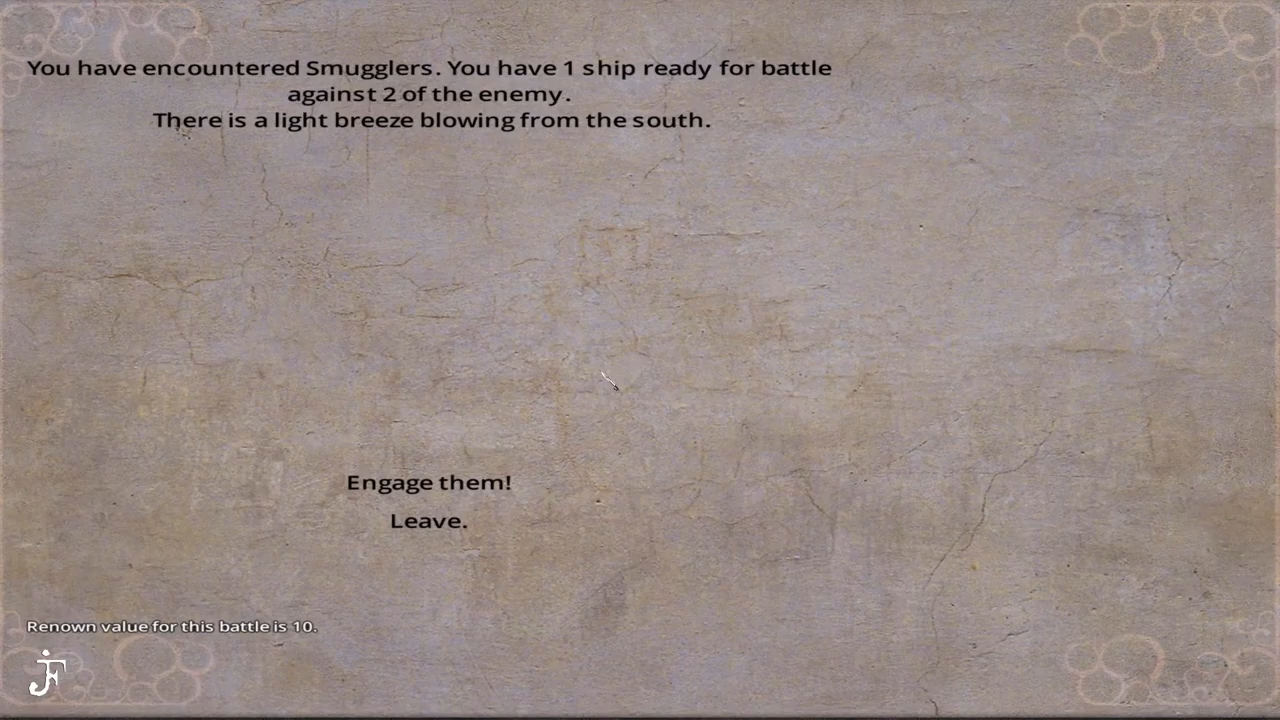 You have encountered Smugglers. You have 1 ship ready for battle
against 2 of the enemy.
There is a light breeze blowing from the south.
Engage them!
Leave.
Renown value for this battle is 10.
jF